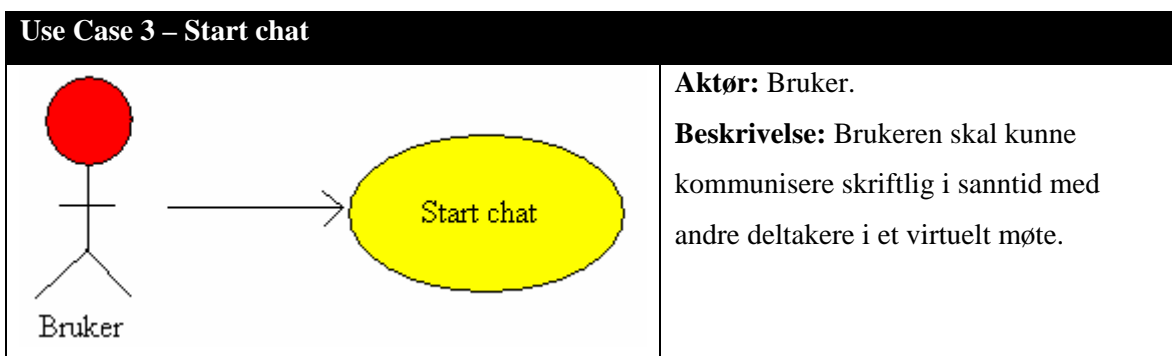 Use Case 3 – Start chat
Start chat
Bruker
Aktør: Bruker.
Beskrivelse: Brukeren skal kunne
kommunisere skriftlig i sanntid med
andre deltakere i et virtuelt møte.